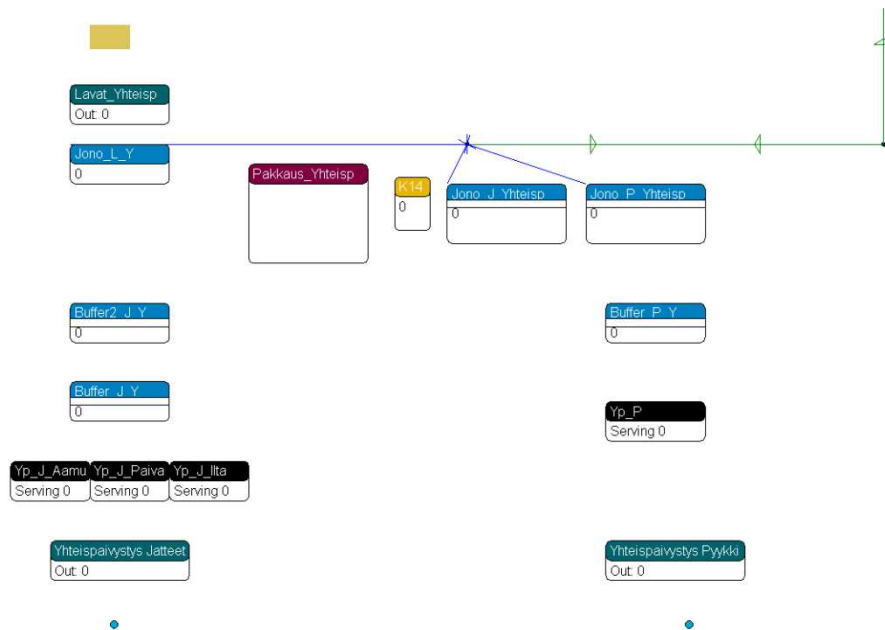 Lavat_Yhteisp
Out: 0
Jono_L_Y
0
Pakkaus_Yhteisp
K14
0
Jono_J_Yhteisp
0
Jono_P_Yhteisp
0
Buffer2_J_Y
0
Buffer_P_Y
0
Buffer_J_Y
0
Yp_P
Serving 0
Yp_J_Aamu
Serving 0
Yp_J_Paiva
Serving 0
Yp_J_Ilta
Serving 0
Yhteispaivystys Jatteet
Out: 0
Yhteispaivystys Pyykki
Out: 0